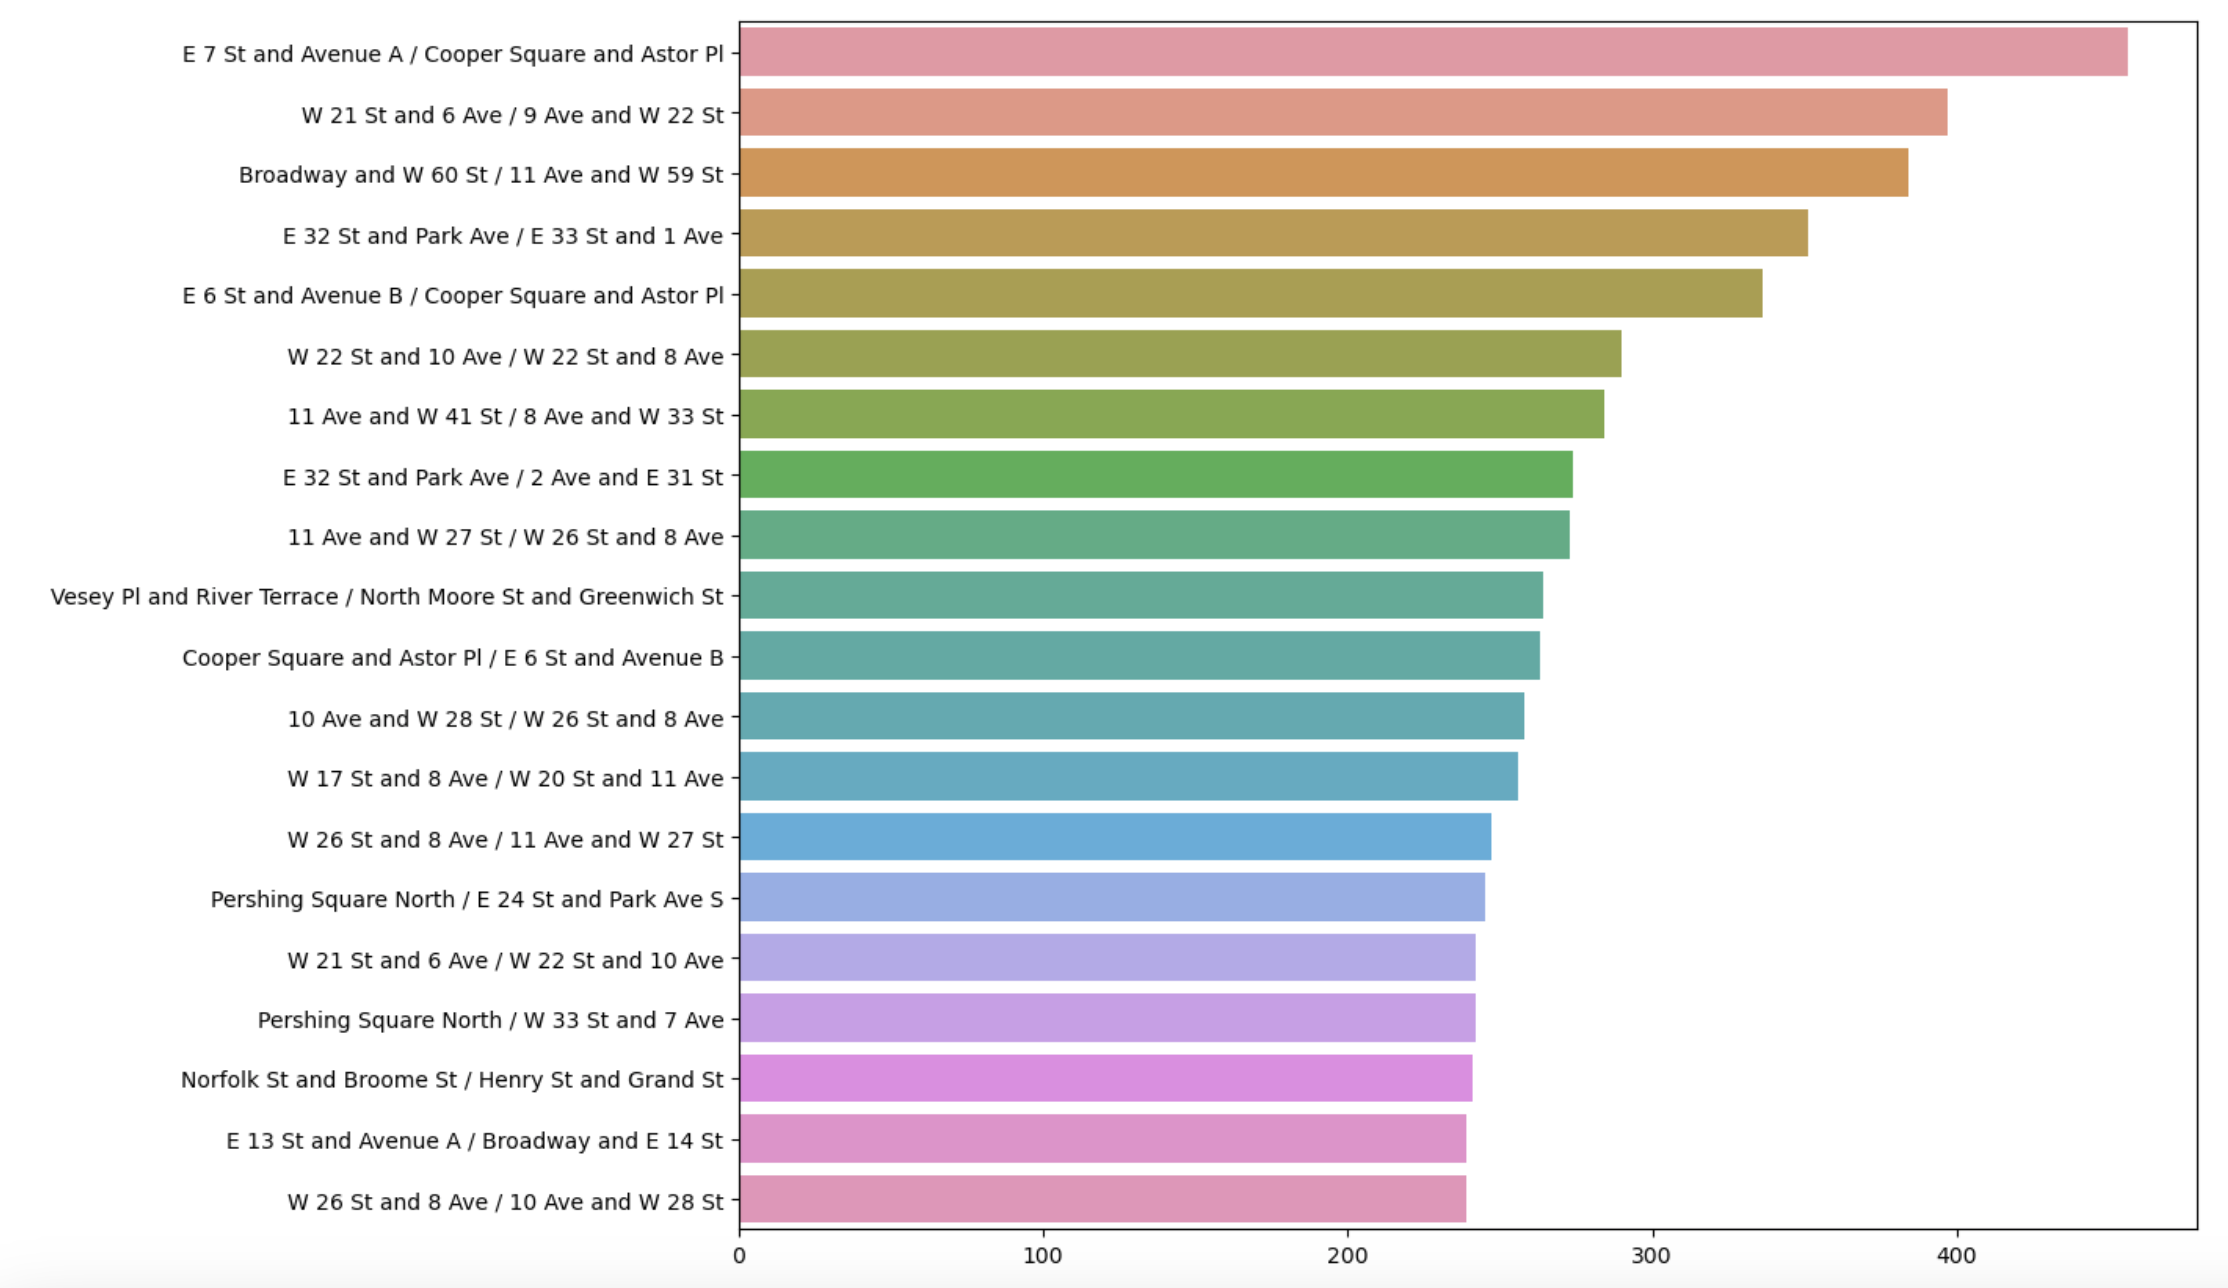 E 7 St and Avenue A / Cooper Square and Astor Pl
W 21 St and 6 Ave / 9 Ave and W 22 St
Broadway and W 60 St / 11 Ave and W 59 St
E 32 St and Park Ave / E 33 St and 1 Ave
E 6 St and Avenue B / Cooper Square and Astor Pl
W 22 St and 10 Ave / W 22 St and 8 Ave
11 Ave and W 41 St / 8 Ave and W 33 St
E 32 St and Park Ave / 2 Ave and E 31 St
11 Ave and W 27 St / W 26 St and 8 Ave
Vesey Pl and River Terrace / North Moore St and Greenwich St
Cooper Square and Astor Pl / E 6 St and Avenue B
10 Ave and W 28 St / W 26 St and 8 Ave
W 17 St and 8 Ave / W 20 St and 11 Ave
W 26 St and 8 Ave / 11 Ave and W 27 St
Pershing Square North / E 24 St and Park Ave S
W 21 St and 6 Ave / W 22 St and 10 Ave
Pershing Square North / W 33 St and 7 Ave
Norfolk St and Broome St / Henry St and Grand St
E 13 St and Avenue A / Broadway and E 14 St
W 26 St and 8 Ave / 10 Ave and W 28 St
0 100 200 300 400